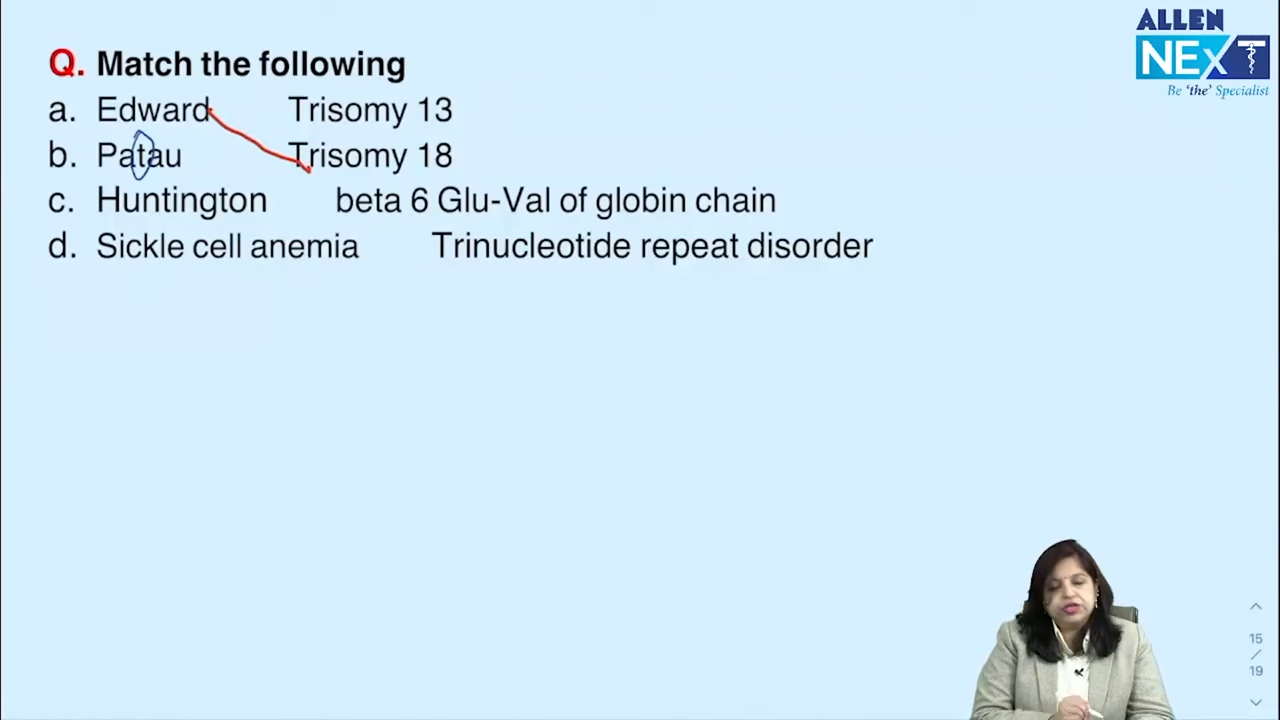 ALLEN
NEXT
Be 'the' Specialist
Q. Match the following
a. Edward Trisomy 13
b. Patau Trisomy 18
c. Huntington beta 6 Glu-Val of globin chain
d. Sickle cell anemia Trinucleotide repeat disorder
15
/
19